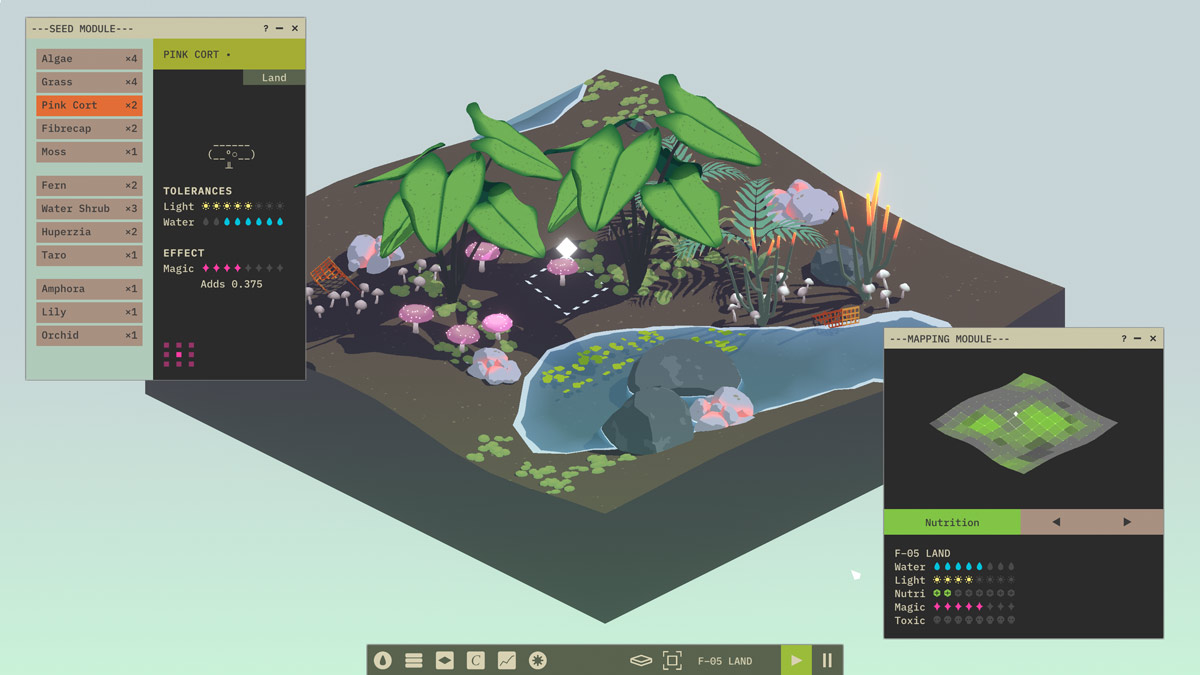 ---SEED MODULE---
? − ×
Algae ×4
Grass ×4
Pink Cort ×2
Fibrecap ×2
Moss ×1
Fern ×2
Water Shrub ×3
Huperzia ×2
Taro ×1
Amphora ×1
Lily ×1
Orchid ×1
PINK CORT •
Land
TOLERANCES
Light
Water
EFFECT
Magic
Adds 0.375
---MAPPING MODULE---
? − ×
Nutrition
F-05 LAND
Water
Light
Nutri
Magic
Toxic
C
F-05 LAND